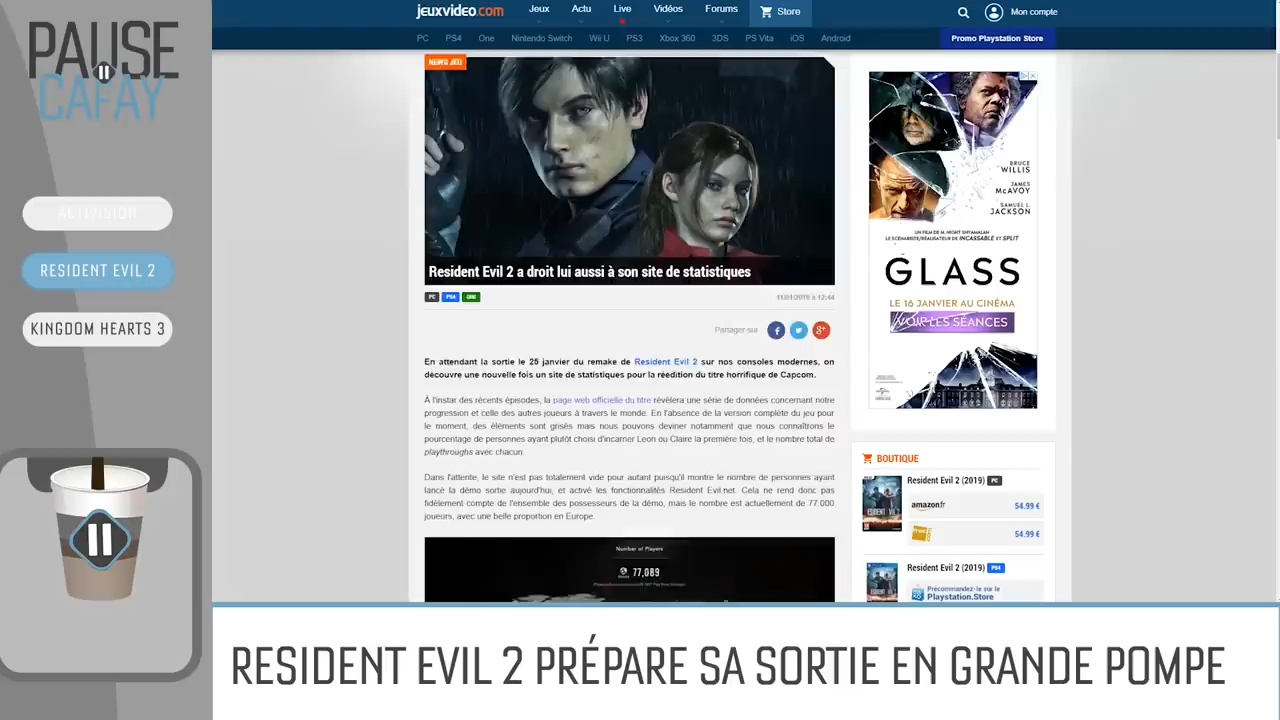 PAUSE
CAFAY
ACTIVISION
RESIDENT EVIL 2
KINGDOM HEARTS 3
jeuxvideo.com
Jeux Actu Live Vidéos Forums Store
Mon compte
PC PS4 One Nintendo Switch Wii U PS3 Xbox 360 3DS PS Vita iOS Android
Promo Playstation Store
NEWS JEU
Resident Evil 2 a droit lui aussi à son site de statistiques
PC PS4 ONE
11/01/2019 à 12:44
Partager sur
En attendant la sortie le 25 janvier du remake de Resident Evil 2 sur nos consoles modernes, on
découvre une nouvelle fois un site de statistiques pour la réédition du titre horrifique de Capcom.
À l'instar des récents épisodes, la page web officielle du titre révèlera une série de données concernant notre
progression et celle des autres joueurs à travers le monde. En l'absence de la version complète du jeu pour
le moment, des éléments sont grisés mais nous pouvons deviner notamment que nous connaîtrons le
pourcentage de personnes ayant plutôt choisi d'incarner Leon ou Claire la première fois, et le nombre total de
playthroughs avec chacun.
Dans l'attente, le site n'est pas totalement vide pour autant puisqu'il montre le nombre de personnes ayant
lancé la démo sortie aujourd'hui, et activé les fonctionnalités Resident Evil.net. Cela ne rend donc pas
fidèlement compte de l'ensemble des possesseurs de la démo, mais le nombre est actuellement de 77.000
joueurs, avec une belle proportion en Europe.
Number of Players
77,089
BRUCE
WILLIS
JAMES
McAVOY
SAMUEL L.
JACKSON
UN FILM DE M. NIGHT SHYAMALAN
LE SCÉNARISTE/RÉALISATEUR DE INCASSABLE ET SPLIT
GLASS
LE 16 JANVIER AU CINÉMA
VOIR LES SÉANCES
BOUTIQUE
Resident Evil 2 (2019) PC
amazon.fr 54.99 €
fnac 54.99 €
Resident Evil 2 (2019) PS4
Précommandez-le sur le
Playstation.Store
RESIDENT EVIL 2 PRÉPARE SA SORTIE EN GRANDE POMPE